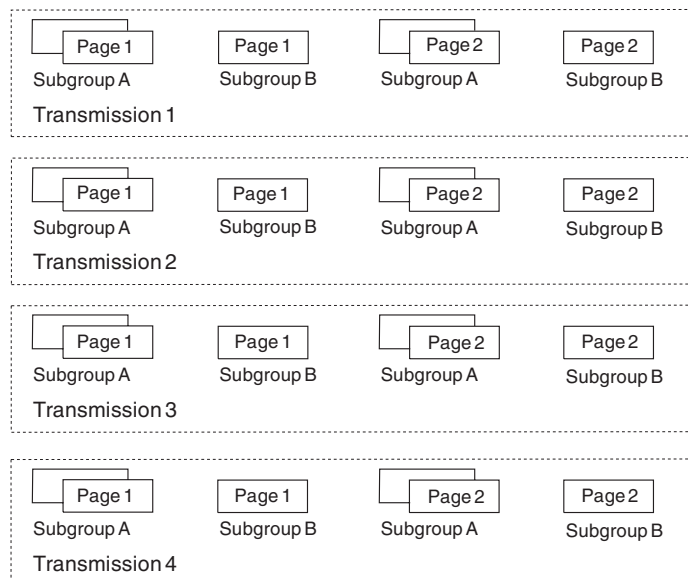 Page 1 Page 1 Page 2 Page 2
Subgroup A Subgroup B Subgroup A Subgroup B
Transmission 1
Page 1 Page 1 Page 2 Page 2
Subgroup A Subgroup B Subgroup A Subgroup B
Transmission 2
Page 1 Page 1 Page 2 Page 2
Subgroup A Subgroup B Subgroup A Subgroup B
Transmission 3
Page 1 Page 1 Page 2 Page 2
Subgroup A Subgroup B Subgroup A Subgroup B
Transmission 4